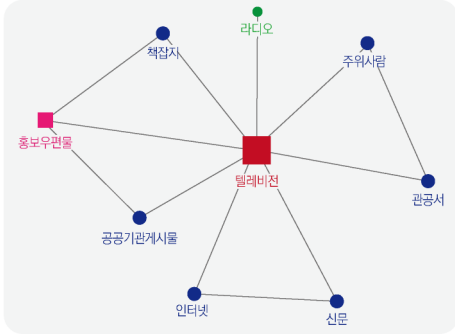 라디오
책잡지
주위사람
홍보우편물
텔레비전
관공서
공공기관게시물
인터넷
신문